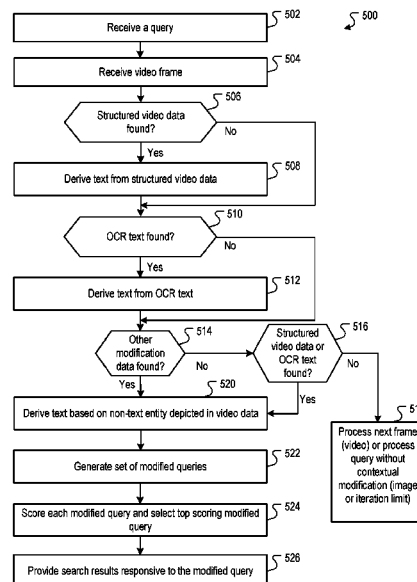 502
500
Receive a query
504
Receive video frame
506
Structured video data
found?
No
Yes
508
Derive text from structured video data
510
OCR text found?
No
Yes
512
Derive text from OCR text
514
516
Other
modification
data found?
No
Structured
video data or
OCR text
found?
No
Yes
520
Yes
Derive text based on non-text entity depicted in video data
51
Process next frame
(video) or process
query without
contextual
modification (image
or iteration limit)
522
Generate set of modified queries
524
Score each modified query and select top scoring modified
query
526
Provide search results responsive to the modified query